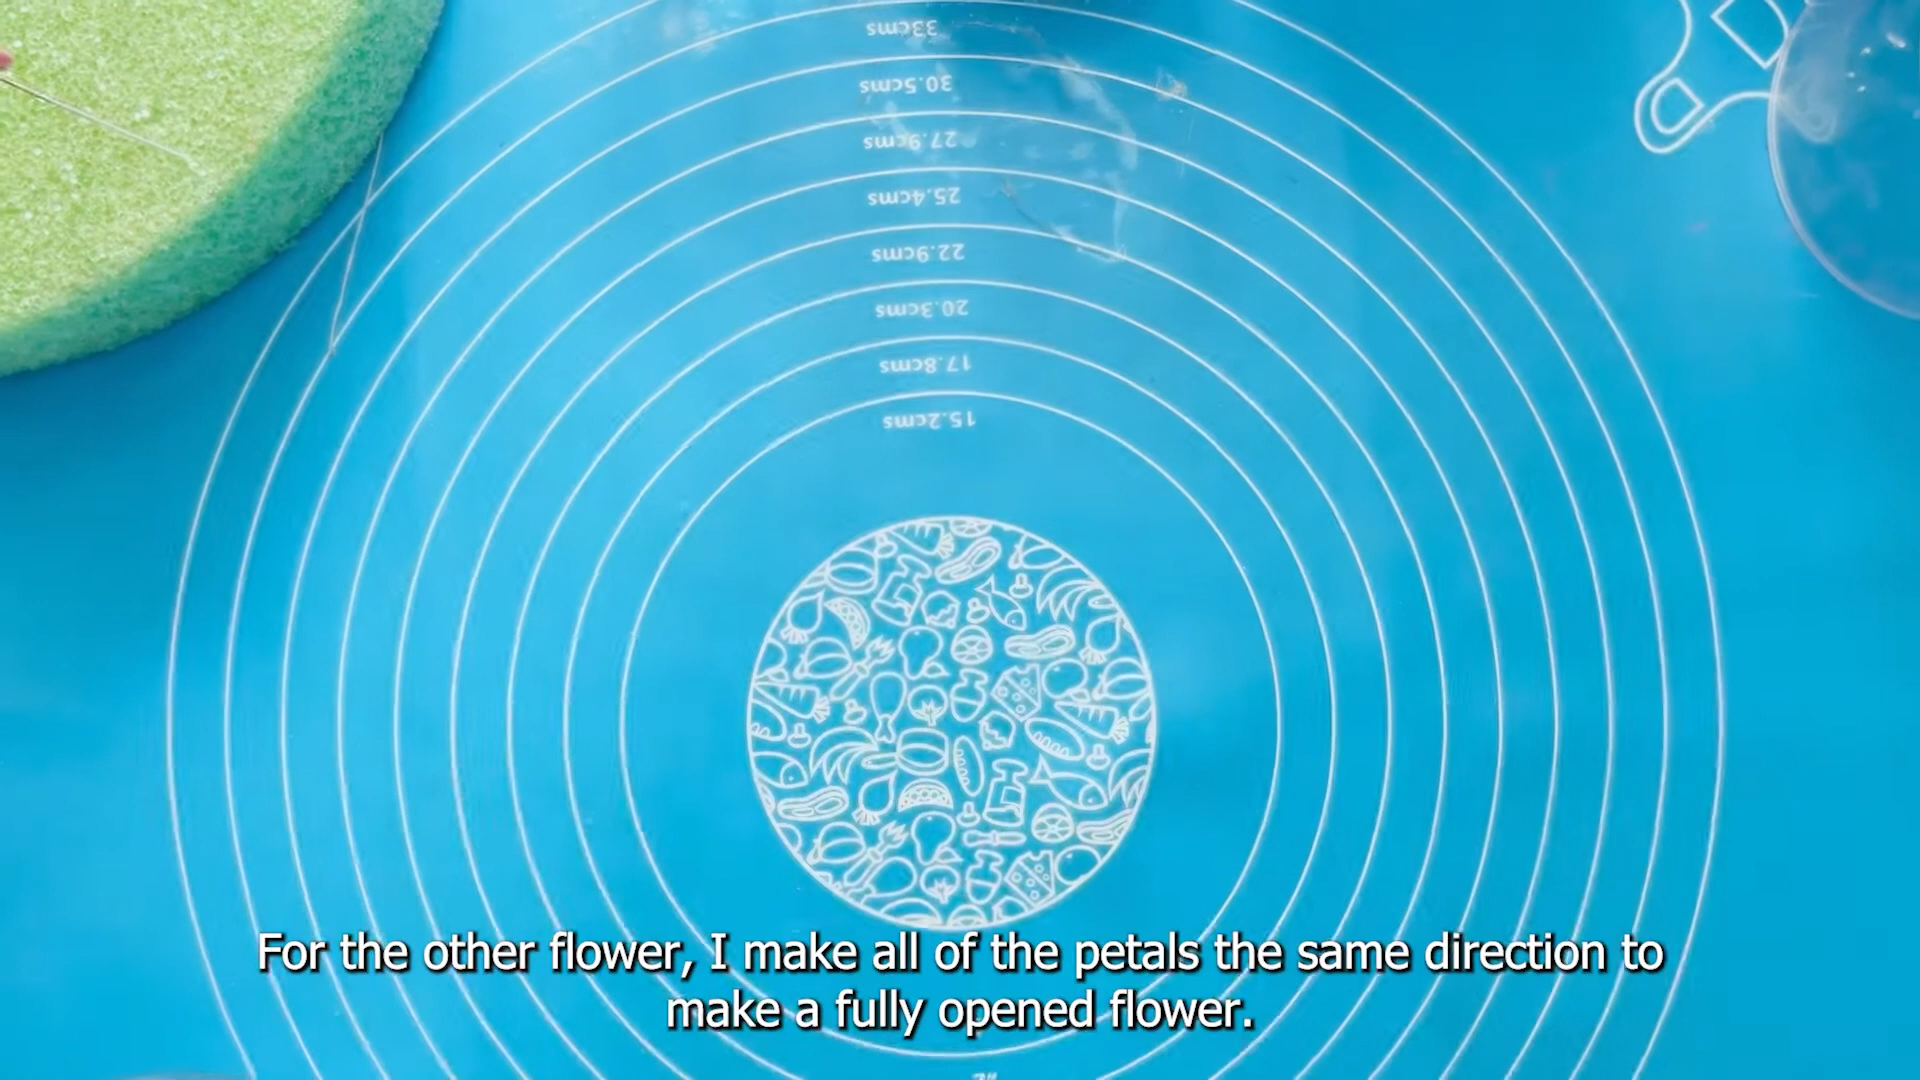 33cms
30.5cms
27.9cms
25.4cms
22.9cms
20.3cms
17.8cms
15.2cms
For the other flower, I make all of the petals the same direction to
make a fully opened flower.